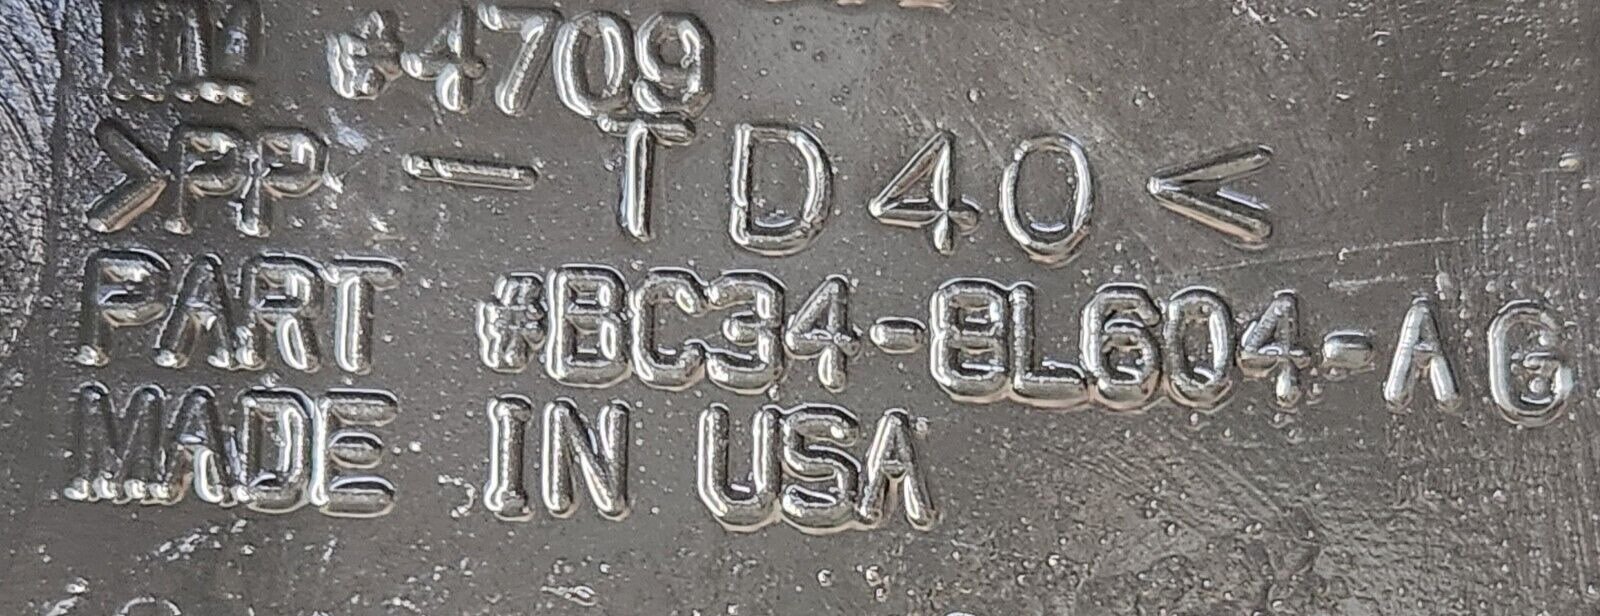 #4709
>PP-TD40<
PART #BC34-8L604-AG
MADE IN USA